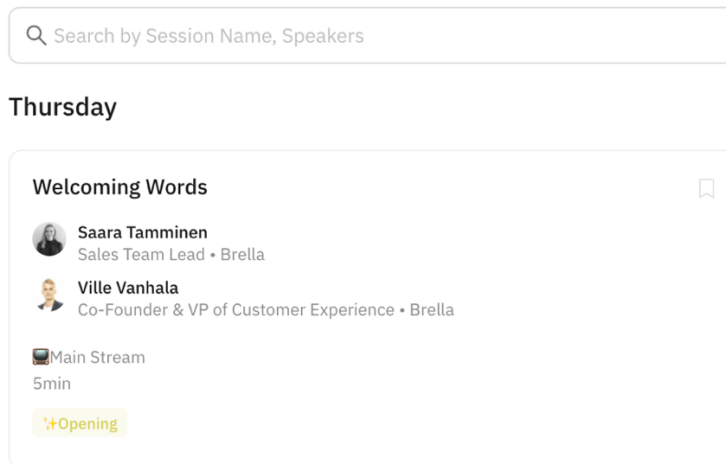 Search by Session Name, Speakers
Thursday
Welcoming Words
Saara Tamminen
Sales Team Lead • Brella
Ville Vanhala
Co-Founder & VP of Customer Experience • Brella
📺Main Stream
5min
✨Opening